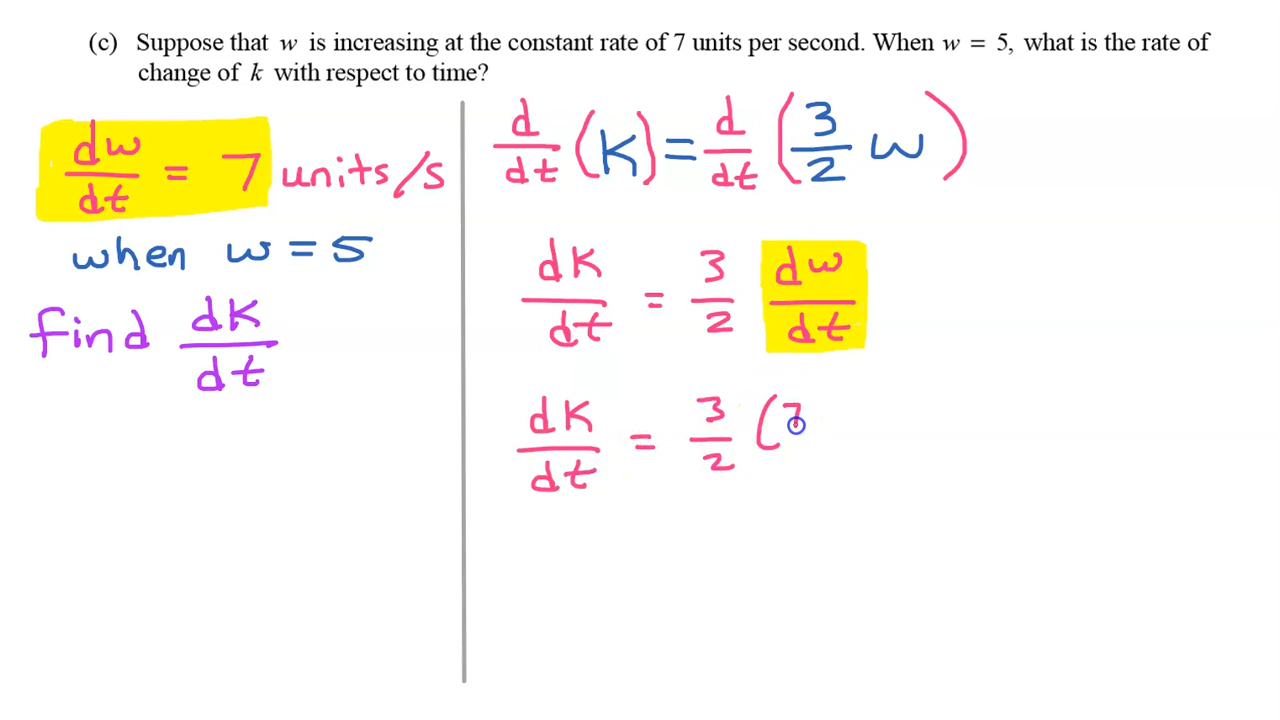 (c) Suppose that w is increasing at the constant rate of 7 units per second. When w = 5, what is the rate of
change of k with respect to time?
dw/dt = 7 units/s
when w = 5
find dK/dt
d/dt (K) = d/dt (3/2 w)
dK/dt = 3/2 dw/dt
dK/dt = 3/2 (7